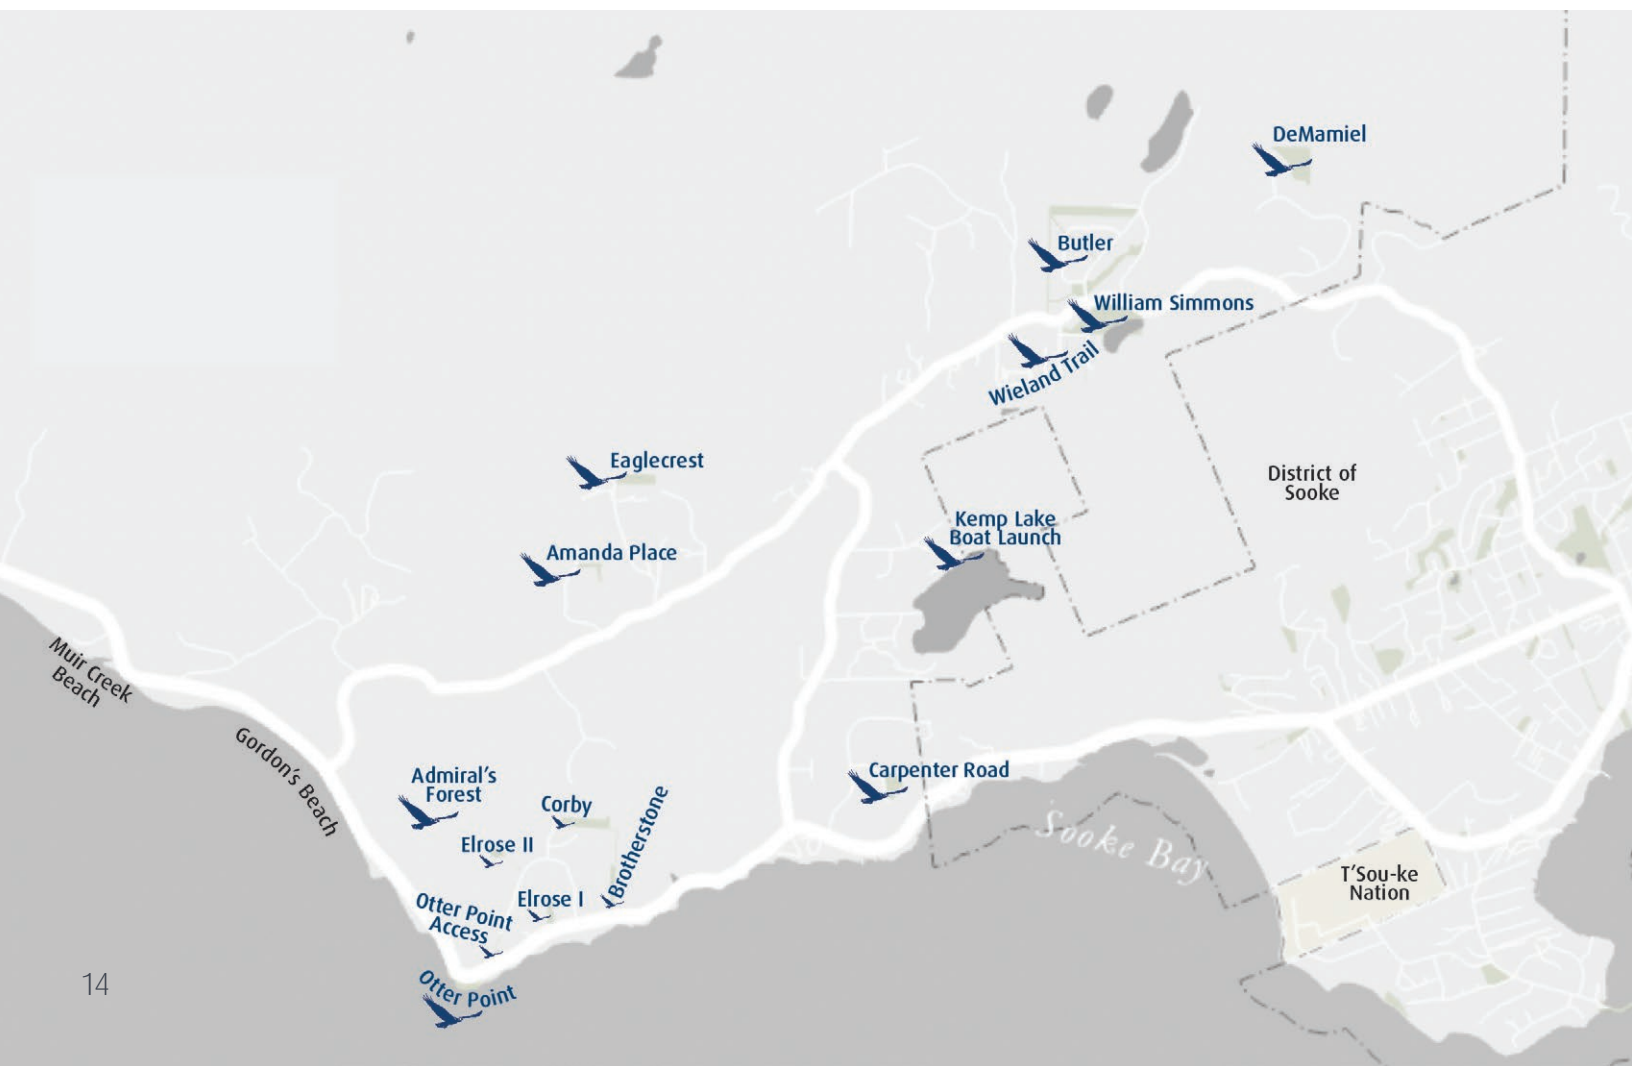 DeMamiel
Butler
William Simmons
Wieland Trail
Eaglecrest
District of
Sooke
Kemp Lake
Boat Launch
Amanda Place
Muir Creek
Beach
Gordon's Beach
Admiral's
Forest
Carpenter Road
Corby
Brotherstone
Elrose II
Sooke Bay
T'Sou-ke
Nation
Elrose I
Otter Point
Access
Otter Point
14